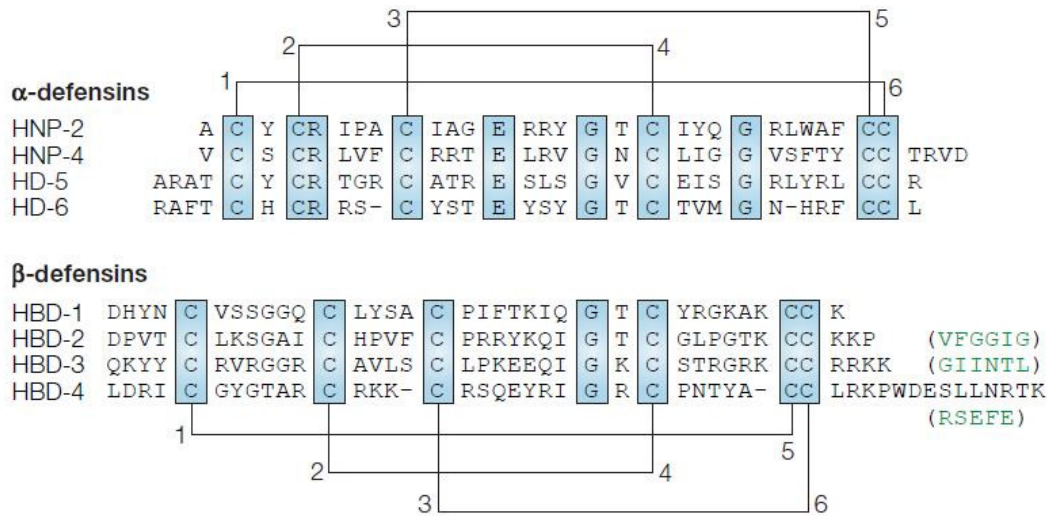 3 5
2 4
1 6
α-defensins
HNP-2 A C Y CR IPA C IAG E RRY G T C IYQ G RLWAF CC
HNP-4 V C S CR LVF C RRT E LRV G N C LIG G VSFTY CC TRVD
HD-5 ARAT C Y CR TGR C ATR E SLS G V C EIS G RLYRL CC R
HD-6 RAFT C H CR RS- C YST E YSY G T C TVM G N-HRF CC L
β-defensins
HBD-1 DHYN C VSSGGQ C LYSA C PIFTKIQ G T C YRGKAK CC K
HBD-2 DPVT C LKSGAI C HPVF C PRRYKQI G T C GLPGTK CC KKP (VFGGIG)
HBD-3 QKYY C RVRGGR C AVLS C LPKEEQI G K C STRGRK CC RRKK (GIINTL)
HBD-4 LDRI C GYGTAR C RKK- C RSQEYRI G R C PNTYA- CC LRKPWDESLLNRTK
(RSEFE)
1 5
2 4
3 6